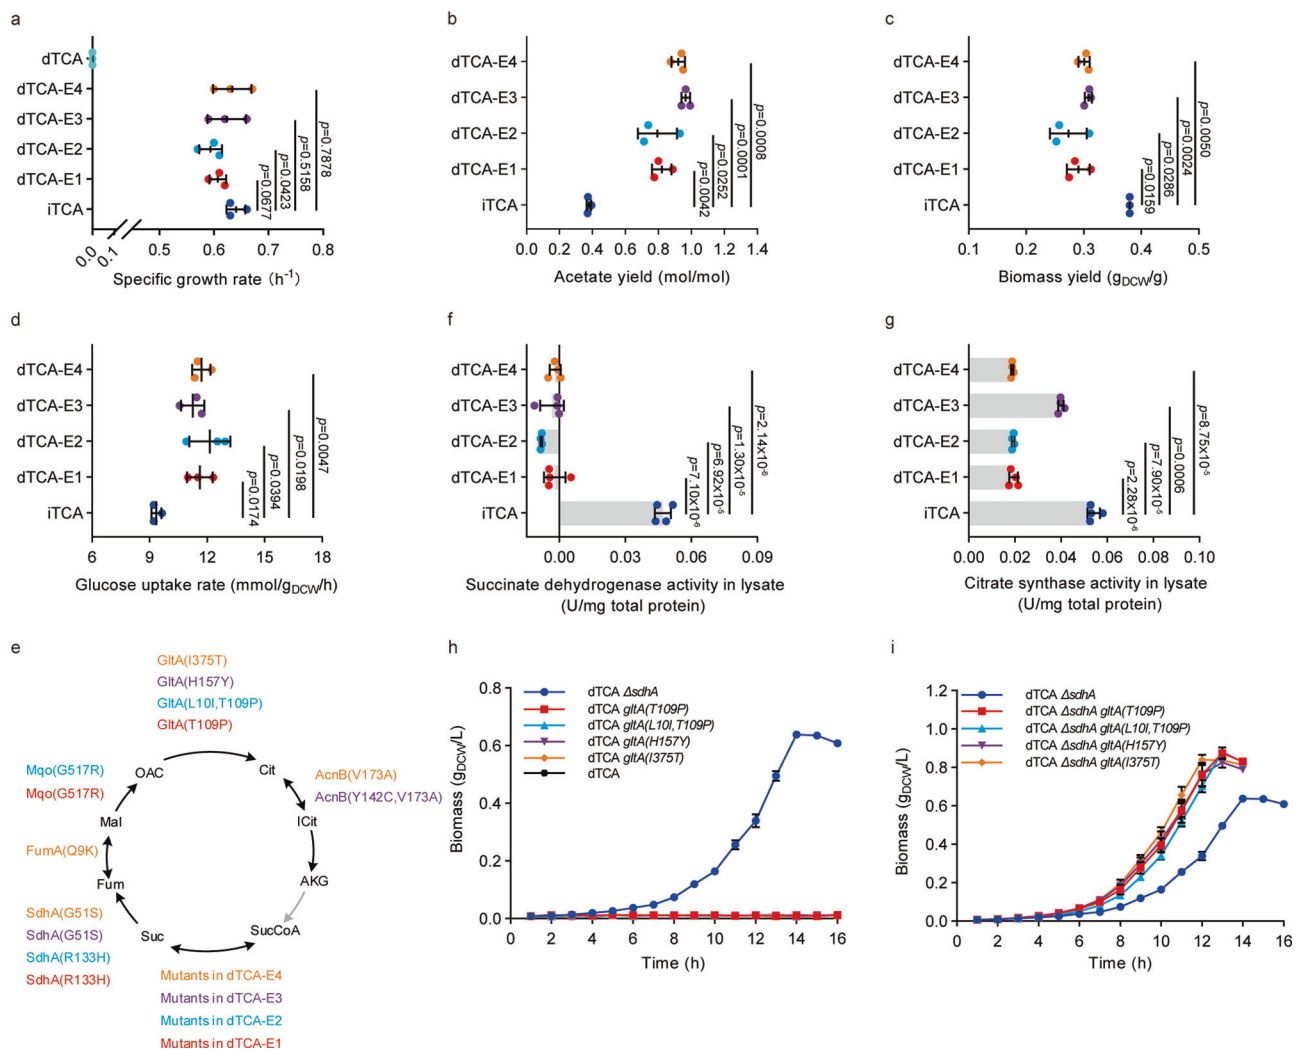 a
dTCA
dTCA-E4
dTCA-E3
dTCA-E2
dTCA-E1
iTCA
p=0.0677
p=0.0423
p=0.5158
p=0.7878
0.0 0.1 0.5 0.6 0.7 0.8
Specific growth rate (h⁻¹)
b
dTCA-E4
dTCA-E3
dTCA-E2
dTCA-E1
iTCA
p=0.0042
p=0.0252
p=0.0001
p=0.0008
0.0 0.4 0.6 0.8 1.0 1.2 1.4
Acetate yield (mol/mol)
c
dTCA-E4
dTCA-E3
dTCA-E2
dTCA-E1
iTCA
p=0.0159
p=0.0286
p=0.0024
p=0.0050
0.1 0.2 0.3 0.4 0.5
Biomass yield (g_DCW/g)
d
dTCA-E4
dTCA-E3
dTCA-E2
dTCA-E1
iTCA
p=0.0174
p=0.0394
p=0.0198
p=0.0047
6 9 12 15 18
Glucose uptake rate (mmol/g_DCW/h)
f
dTCA-E4
dTCA-E3
dTCA-E2
dTCA-E1
iTCA
p=7.10x10⁻⁶
p=6.92x10⁻⁵
p=1.30x10⁻⁵
p=2.14x10⁻⁶
0.00 0.04 0.06 0.09
Succinate dehydrogenase activity in lysate
(U/mg total protein)
g
dTCA-E4
dTCA-E3
dTCA-E2
dTCA-E1
iTCA
p=2.28x10⁻⁶
p=7.90x10⁻⁵
p=0.0006
p=8.75x10⁻⁵
0.00 0.02 0.04 0.06 0.08 0.10
Citrate synthase activity in lysate
(U/mg total protein)
e
GltA(I375T)
GltA(H157Y)
GltA(L10I,T109P)
GltA(T109P)
Mqo(G517R)
Mqo(G517R)
OAC
Cit
AcnB(V173A)
AcnB(Y142C,V173A)
Mal
ICit
FumA(Q9K)
Fum
AKG
SdhA(G51S)
SdhA(G51S)
SdhA(R133H)
SdhA(R133H)
Suc
SucCoA
Mutants in dTCA-E4
Mutants in dTCA-E3
Mutants in dTCA-E2
Mutants in dTCA-E1
h
dTCA ΔsdhA
dTCA gltA(T109P)
dTCA gltA(L10I,T109P)
dTCA gltA(H157Y)
dTCA gltA(I375T)
dTCA
Biomass (g_DCW/L)
0.8
0.6
0.4
0.2
0.0
0 2 4 6 8 10 12 14 16
Time (h)
i
dTCA ΔsdhA
dTCA ΔsdhA gltA(T109P)
dTCA ΔsdhA gltA(L10I,T109P)
dTCA ΔsdhA gltA(H157Y)
dTCA ΔsdhA gltA(I375T)
Biomass (g_DCW/L)
1.2
1.0
0.8
0.6
0.4
0.2
0.0
0 2 4 6 8 10 12 14 16
Time (h)